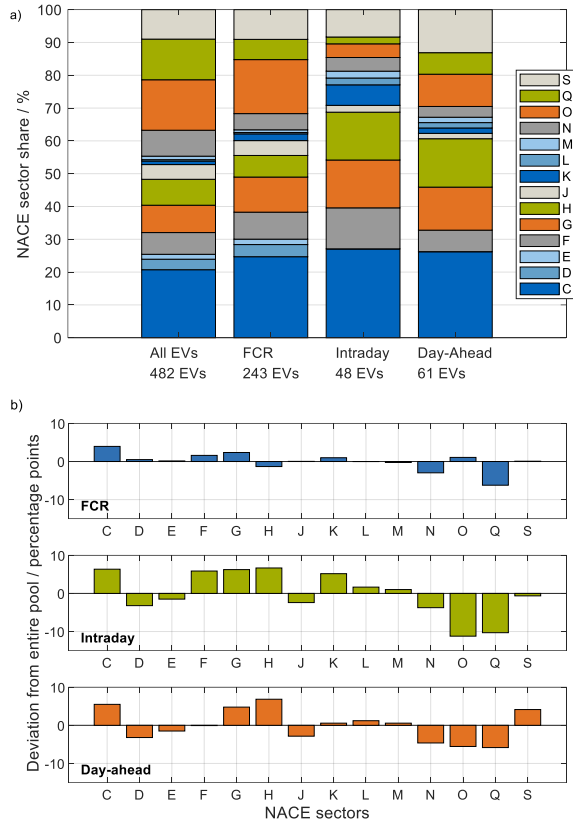 a)
NACE sector share / %
100
90
80
70
60
50
40
30
20
10
0
S
Q
O
N
M
L
K
J
H
G
F
E
D
C
All EVs FCR Intraday Day-Ahead
482 EVs 243 EVs 48 EVs 61 EVs
b)
Deviation from entire pool / percentage points
10
0
-10
FCR
C D E F G H J K L M N O Q S
10
0
-10
Intraday
C D E F G H J K L M N O Q S
10
0
-10
Day-ahead
C D E F G H J K L M N O Q S
NACE sectors